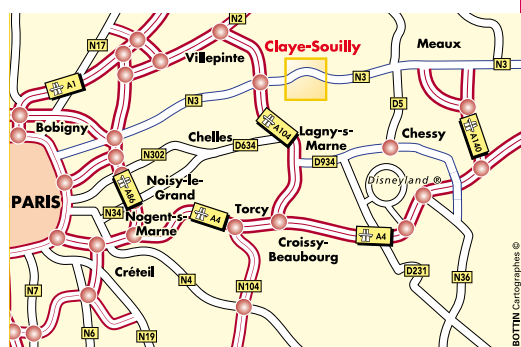 N2
N17
Claye-Souilly
Meaux
Villepinte
N3
N3
A1
N3
D5
Bobigny
A104
Lagny-s-
Marne
Chessy
A140
Chelles
D634
N302
D934
Noisy-le-
Grand
A86
Disneyland ®
PARIS
N34
Nogent-s-
Marne
A4
Torcy
Croissy-
Beaubourg
A4
Créteil
N4
D231
N36
N7
N104
N6
N19
BOTTIN Cartographes ©